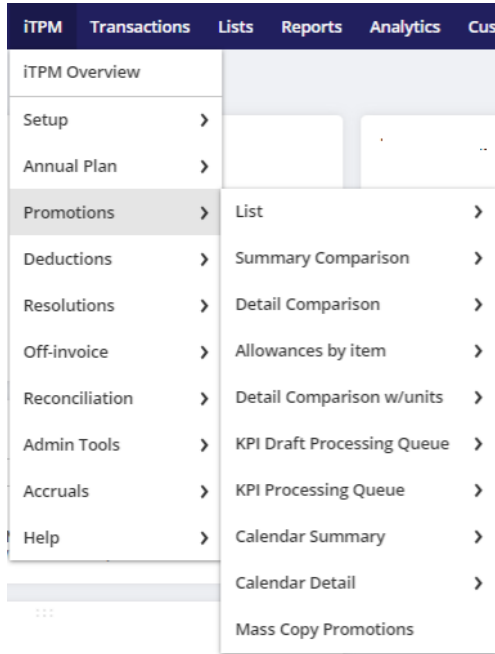 iTPM Transactions Lists Reports Analytics Cus
iTPM Overview
Setup
Annual Plan
Promotions
Deductions
Resolutions
Off-invoice
Reconciliation
Admin Tools
Accruals
Help
List
Summary Comparison
Detail Comparison
Allowances by item
Detail Comparison w/units
KPI Draft Processing Queue
KPI Processing Queue
Calendar Summary
Calendar Detail
Mass Copy Promotions